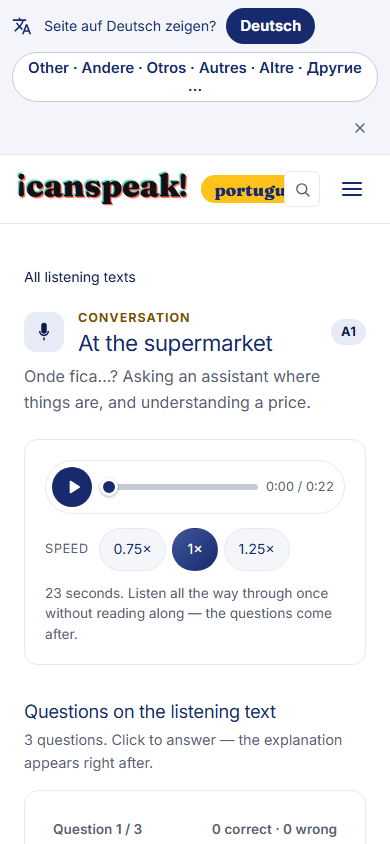 Seite auf Deutsch zeigen?
Deutsch
Other · Andere · Otros · Autres · Altre · Другие
...
icanspeak!
All listening texts
CONVERSATION
At the supermarket
A1
Onde fica...? Asking an assistant where
things are, and understanding a price.
0:00 / 0:22
SPEED
0.75×
1×
1.25×
23 seconds. Listen all the way through once
without reading along — the questions come
after.
Questions on the listening text
3 questions. Click to answer — the explanation
appears right after.
Question 1 / 3
0 correct · 0 wrong